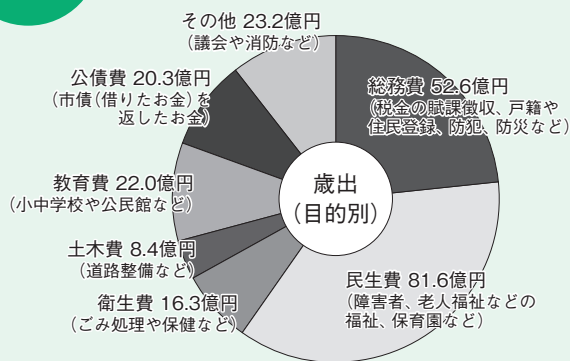 その他 23.2億円
(議会や消防など)
公債費 20.3億円
(市債(借りたお金)を
返したお金)
教育費 22.0億円
(小中学校や公民館など)
土木費 8.4億円
(道路整備など)
衛生費 16.3億円
(ごみ処理や保健など)
総務費 52.6億円
(税金の賦課徴収、戸籍や
住民登録、防犯、防災など)
歳出
(目的別)
民生費 81.6億円
(障害者、老人福祉などの
福祉、保育園など)